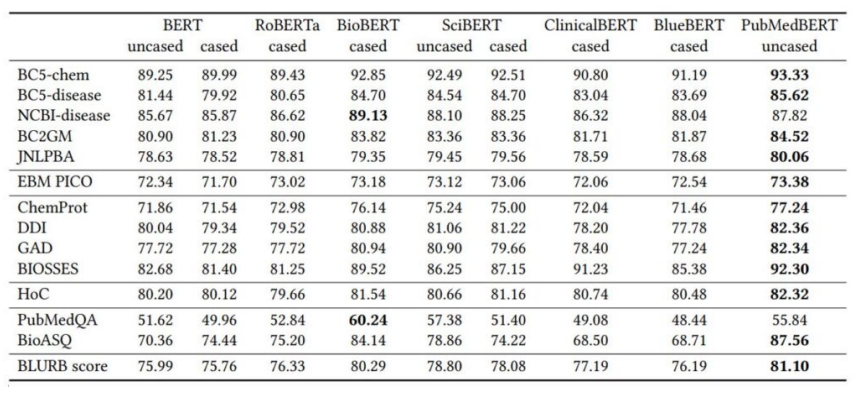 BERT RoBERTa BioBERT SciBERT ClinicalBERT BlueBERT PubMedBERT
uncased cased cased cased uncased cased cased cased uncased
BC5-chem 89.25 89.99 89.43 92.85 92.49 92.51 90.80 91.19 93.33
BC5-disease 81.44 79.92 80.65 84.70 84.54 84.70 83.04 83.69 85.62
NCBI-disease 85.67 85.87 86.62 89.13 88.10 88.25 86.32 88.04 87.82
BC2GM 80.90 81.23 80.90 83.82 83.36 83.36 81.71 81.87 84.52
JNLPBA 78.63 78.52 78.81 79.35 79.45 79.56 78.59 78.68 80.06
EBM PICO 72.34 71.70 73.02 73.18 73.12 73.06 72.06 72.54 73.38
ChemProt 71.86 71.54 72.98 76.14 75.24 75.00 72.04 71.46 77.24
DDI 80.04 79.34 79.52 80.88 81.06 81.22 78.20 77.78 82.36
GAD 77.72 77.28 77.72 80.94 80.90 79.66 78.40 77.24 82.34
BIOSSES 82.68 81.40 81.25 89.52 86.25 87.15 91.23 85.38 92.30
HoC 80.20 80.12 79.66 81.54 80.66 81.16 80.74 80.48 82.32
PubMedQA 51.62 49.96 52.84 60.24 57.38 51.40 49.08 48.44 55.84
BioASQ 70.36 74.44 75.20 84.14 78.86 74.22 68.50 68.71 87.56
BLURB score 75.99 75.76 76.33 80.29 78.80 78.08 77.19 76.19 81.10